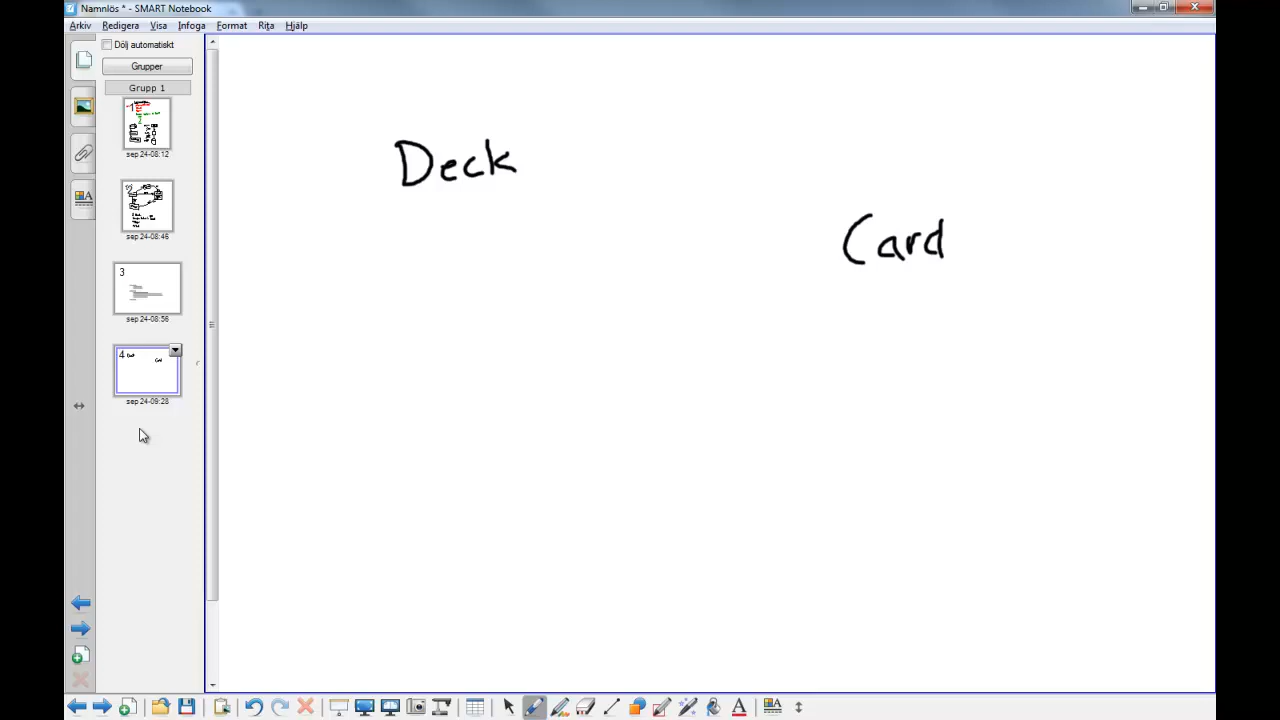 Namnlös * - SMART Notebook
Arkiv Redigera Visa Infoga Format Rita Hjälp
Dölj automatiskt
Grupper
Grupp 1
sep 24-08:12
sep 24-08:46
3
sep 24-08:56
4
sep 24-09:28
Deck
Card